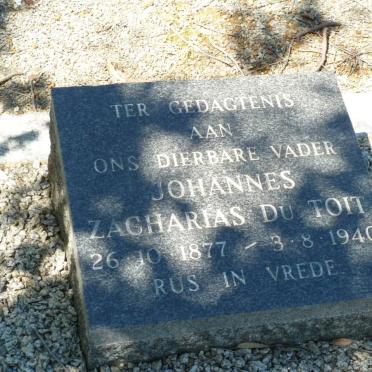 TER GEDAGTENIS
AAN
ONS DIERBARE VADER
JOHANNES
ZACHARIAS DU TOIT
26·10·1877 – 3·8·1940
RUS IN VREDE.